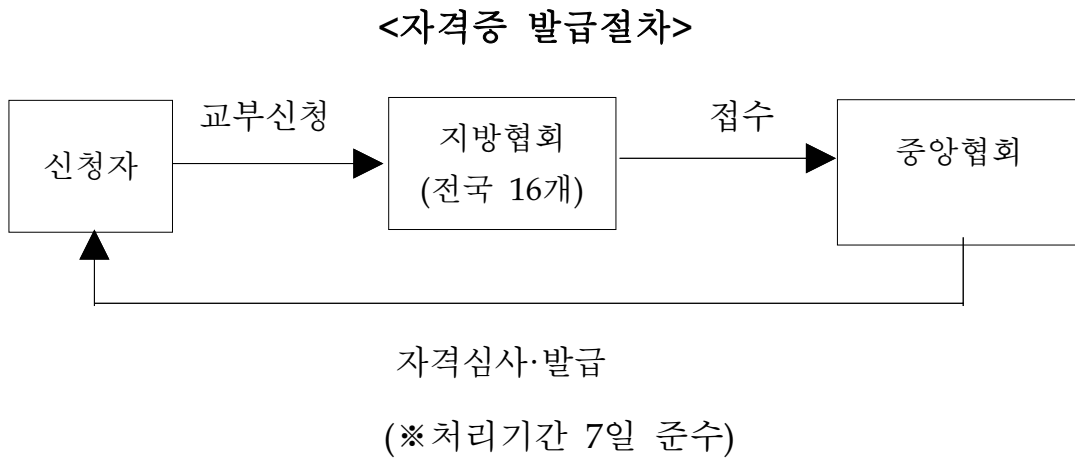 <자격증 발급절차>
교부신청
접수
신청자
지방협회
(전국 16개)
중앙협회
자격심사·발급
(※처리기간 7일 준수)